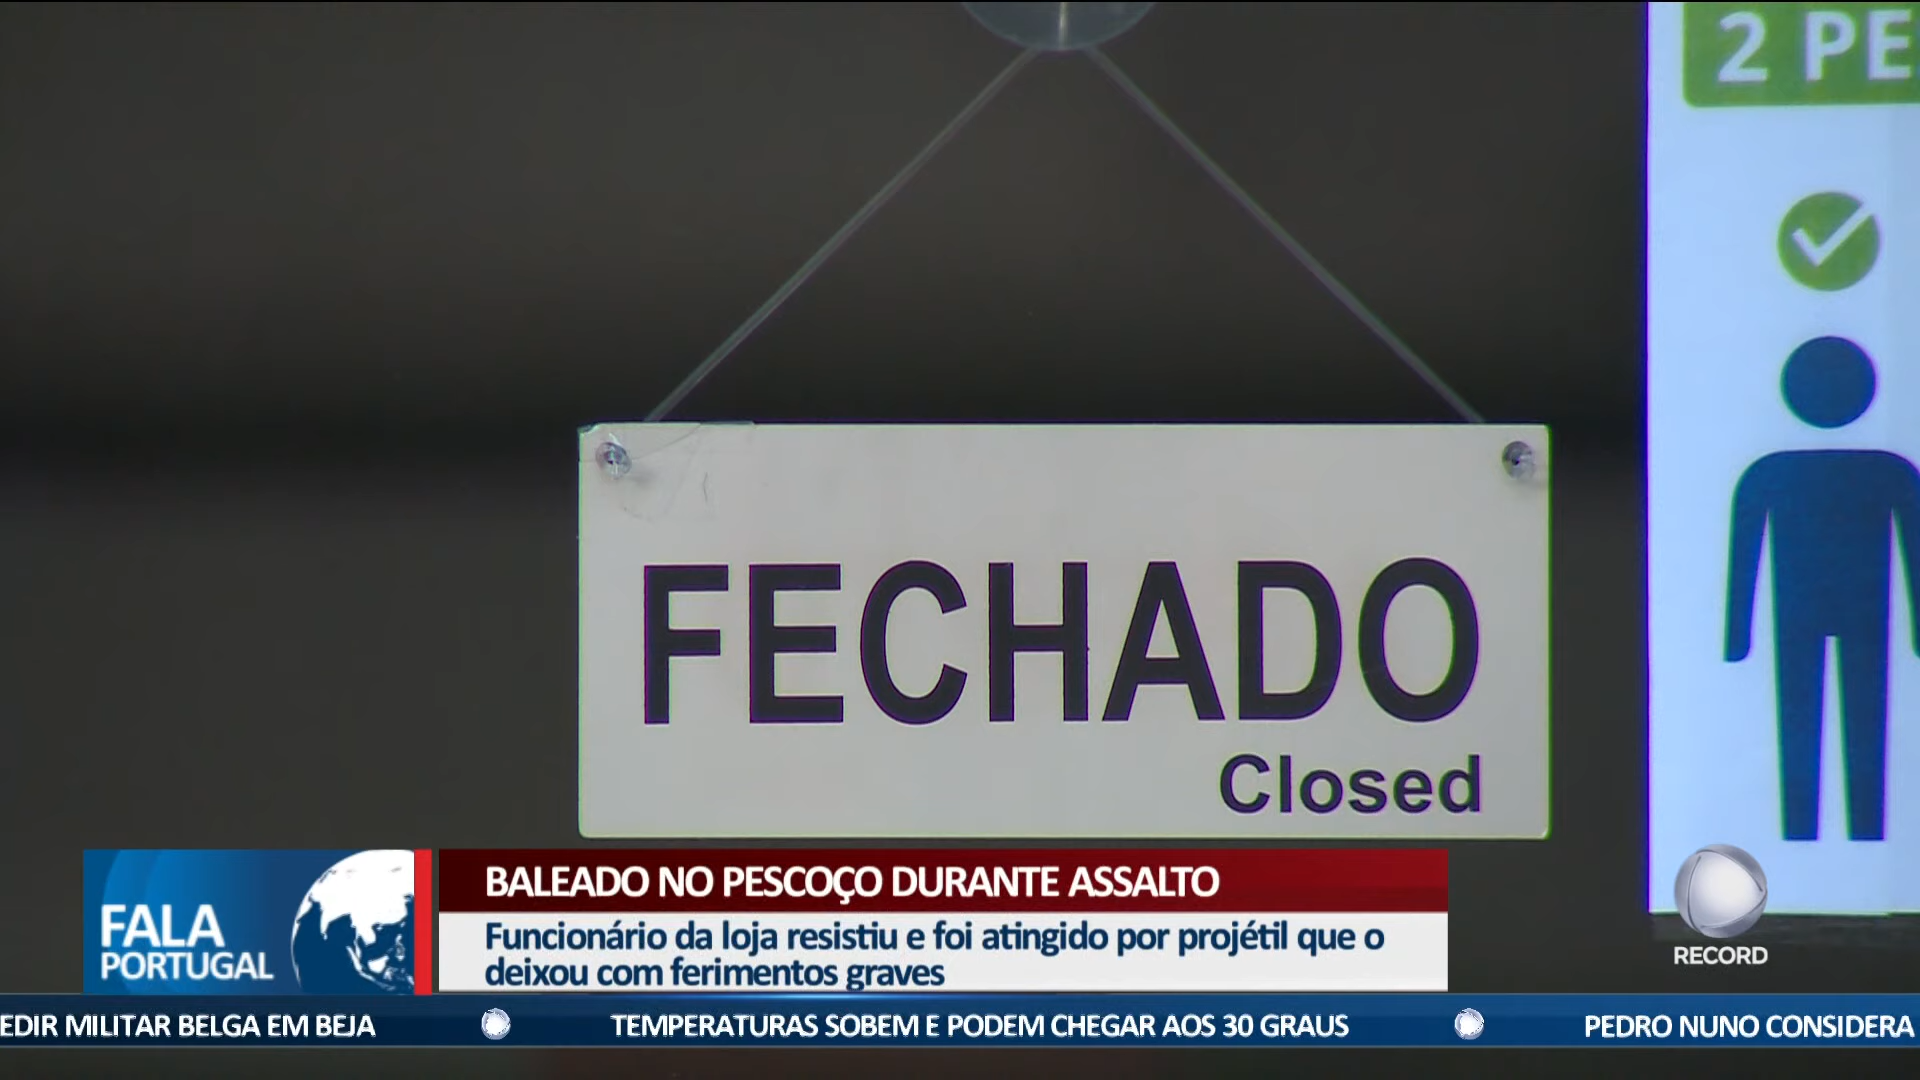 2 PE
FECHADO
Closed
FALA
PORTUGAL
BALEADO NO PESCOÇO DURANTE ASSALTO
Funcionário da loja resistiu e foi atingido por projétil que o
deixou com ferimentos graves
RECORD
EDIR MILITAR BELGA EM BEJA
TEMPERATURAS SOBEM E PODEM CHEGAR AOS 30 GRAUS
PEDRO NUNO CONSIDERA